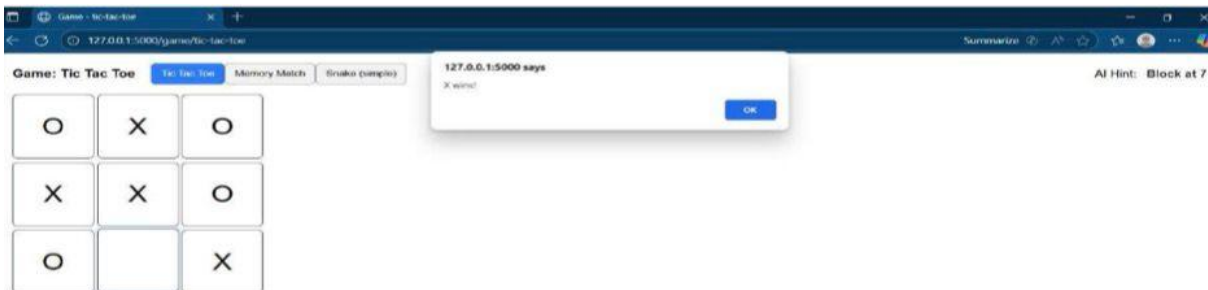 Game - tic-tac-toe
127.0.0.1:5000/game/tic-tac-toe
Summarize
Game: Tic Tac Toe
Tic Tac Toe
Memory Match
Snake (simple)
127.0.0.1:5000 says
X wins!
OK
AI Hint: Block at 7
O X O
X X O
O X